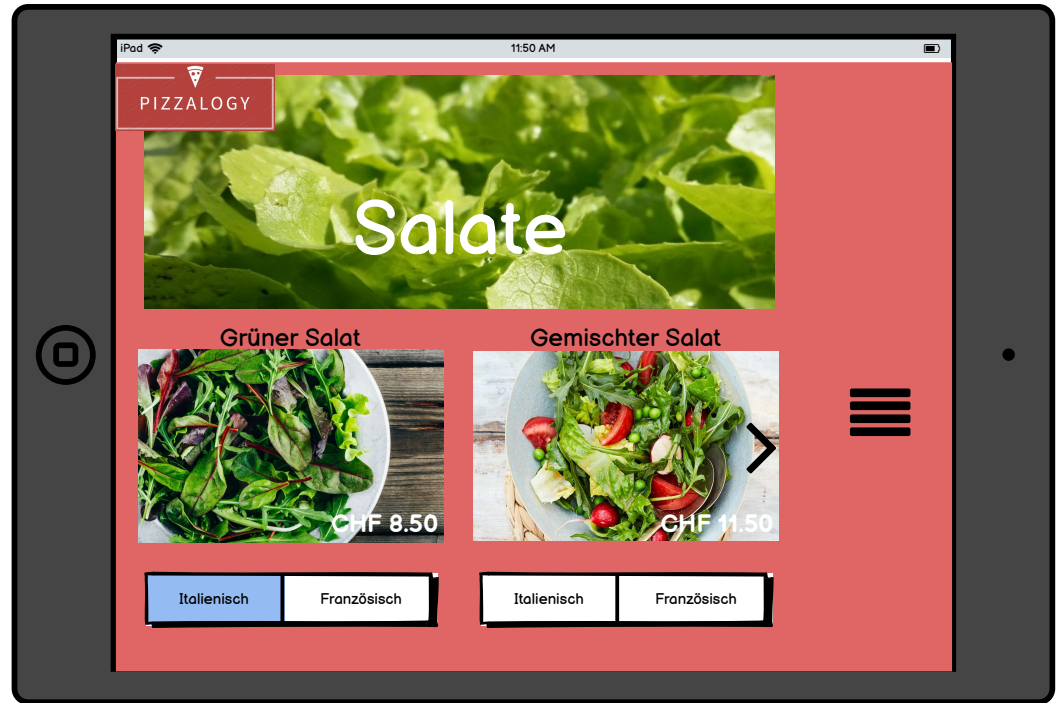 iPad
11:50 AM
PIZZALOGY
Salate
Grüner Salat
Gemischter Salat
CHF 8.50
CHF 11.50
Italienisch
Französisch
Italienisch
Französisch